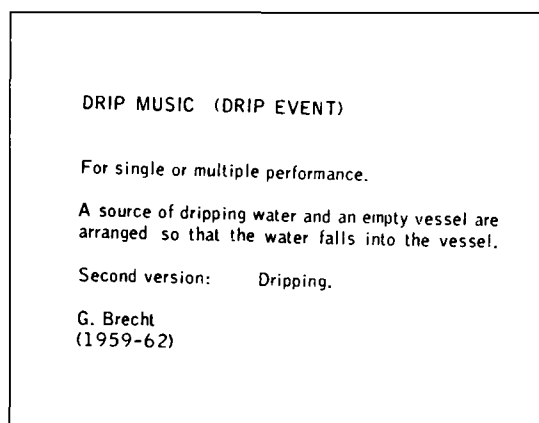 DRIP MUSIC (DRIP EVENT)
For single or multiple performance.
A source of dripping water and an empty vessel are
arranged so that the water falls into the vessel.
Second version: Dripping.
G. Brecht
(1959-62)